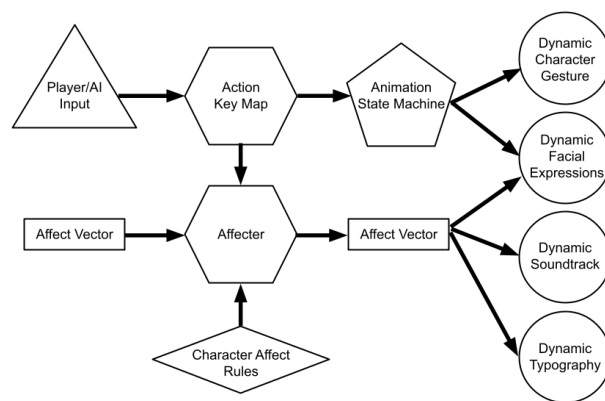 Dynamic
Character
Gesture
Player/AI
Input
Action
Key Map
Animation
State Machine
Dynamic
Facial
Expressions
Affect Vector
Affecter
Affect Vector
Dynamic
Soundtrack
Character Affect
Rules
Dynamic
Typography